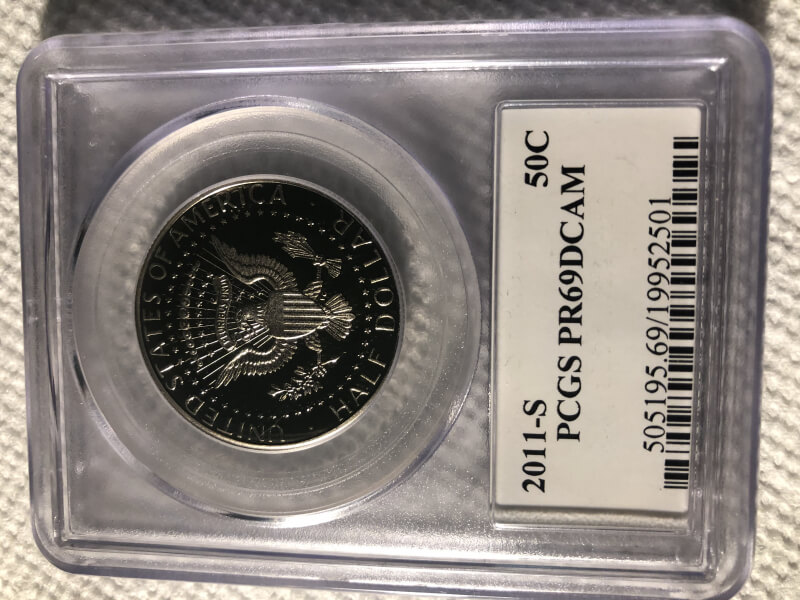 2011-S 50C
PCGS PR69DCAM
505195.69/19952501
UNITED STATES OF AMERICA
HALF DOLLAR